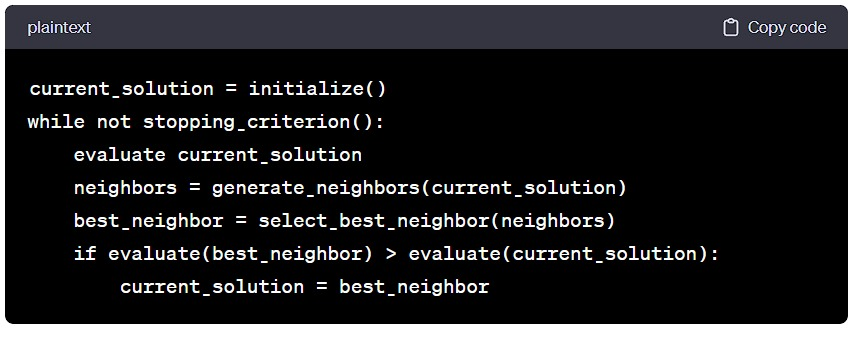 plaintext
Copy code
current_solution = initialize()
while not stopping_criterion():
    evaluate current_solution
    neighbors = generate_neighbors(current_solution)
    best_neighbor = select_best_neighbor(neighbors)
    if evaluate(best_neighbor) > evaluate(current_solution):
        current_solution = best_neighbor